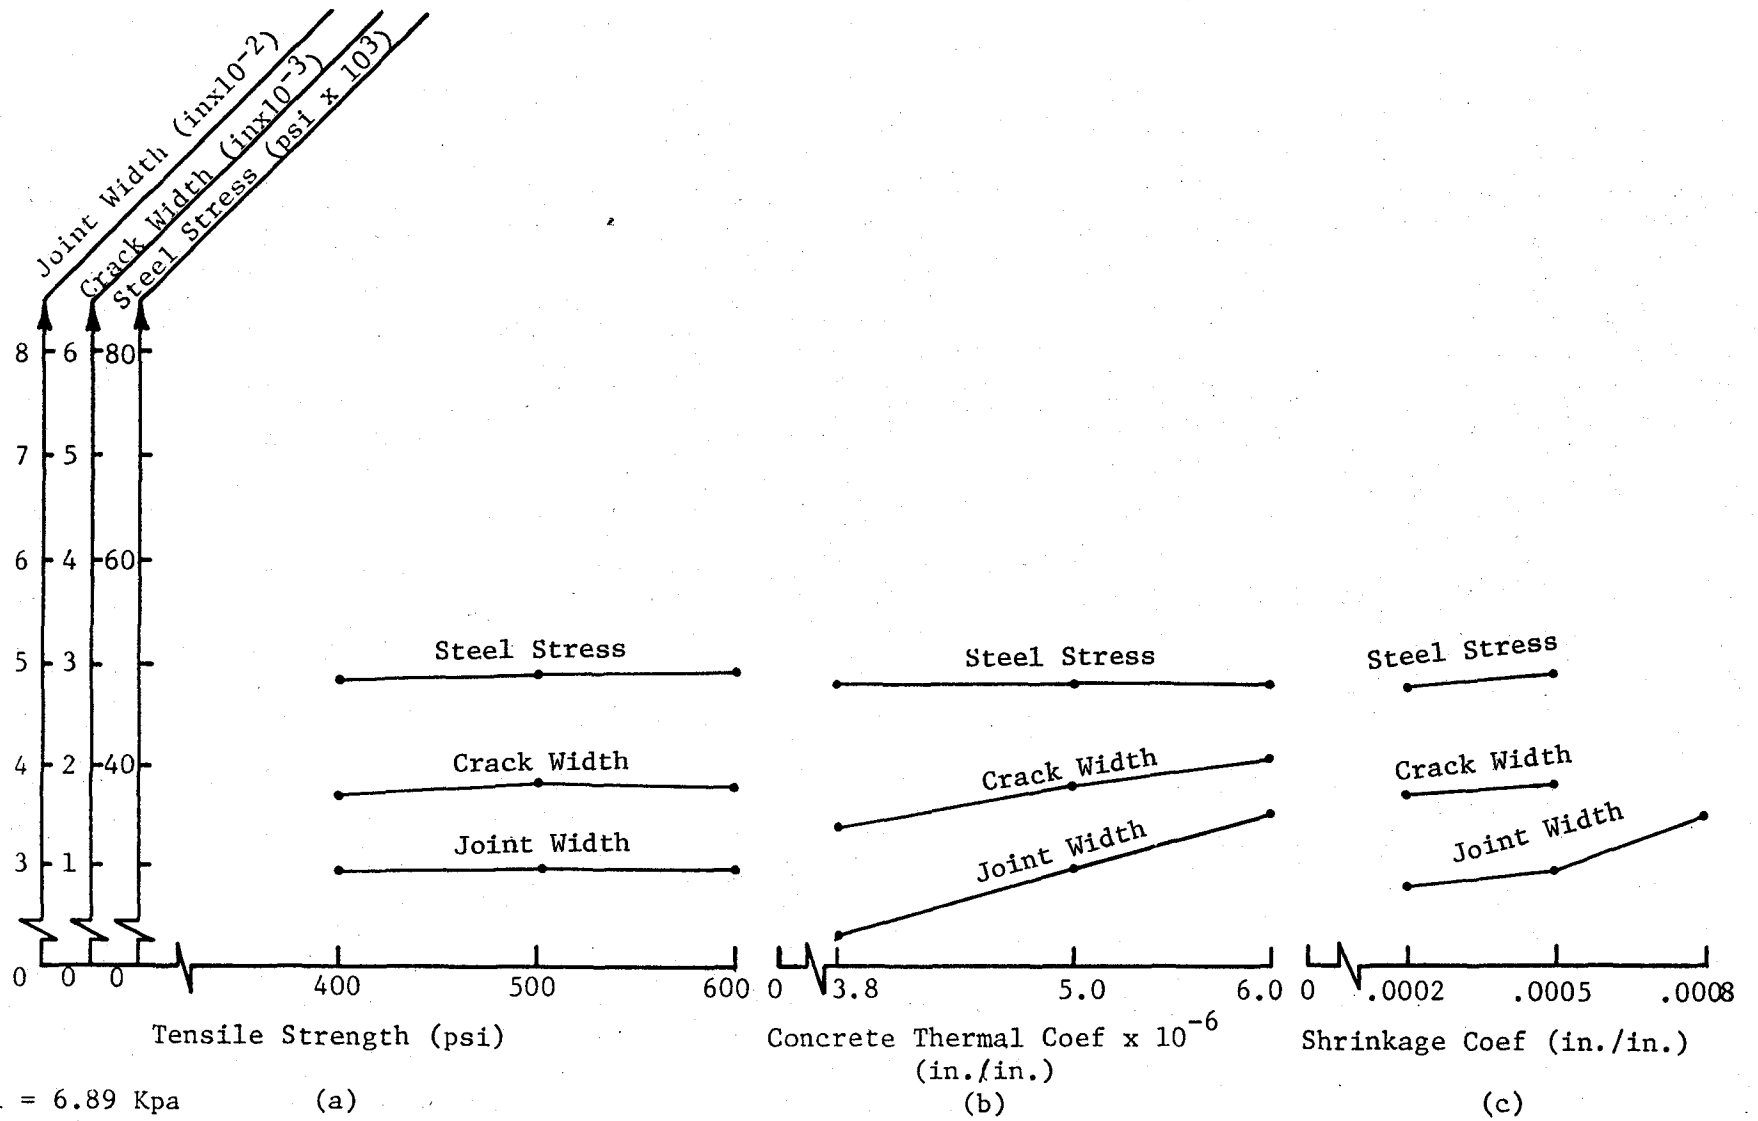 Joint Width (inx10-2)
Crack Width (inx10-3)
Steel Stress (psi x 103)
8 6 80
7 5
6 4 60
5 3
4 2 40
3 1
0 0 0
Steel Stress
Crack Width
Joint Width
400 500 600
Tensile Strength (psi)
= 6.89 Kpa
(a)
Steel Stress
Crack Width
Joint Width
0 3.8 5.0 6.0
Concrete Thermal Coef x 10-6
(in./in.)
(b)
Steel Stress
Crack Width
Joint Width
0 .0002 .0005 .0008
Shrinkage Coef (in./in.)
(c)